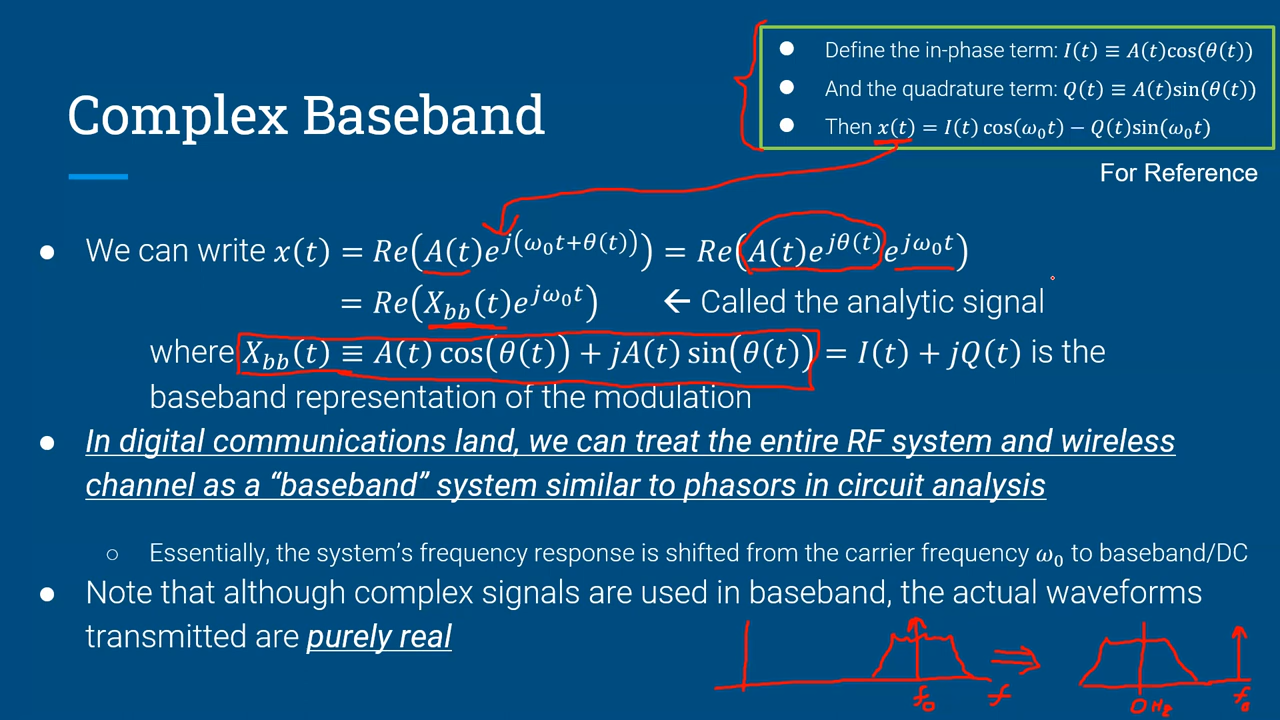 Define the in-phase term: I(t) ≡ A(t)cos(θ(t))
And the quadrature term: Q(t) ≡ A(t)sin(θ(t))
Then x(t) = I(t) cos(ω₀t) − Q(t)sin(ω₀t)
Complex Baseband
For Reference
We can write x(t) = Re(A(t)e^{j(ω₀t+θ(t))}) = Re(A(t)e^{jθ(t)}e^{jω₀t})
= Re(X_{bb}(t)e^{jω₀t}) ← Called the analytic signal
where X_{bb}(t) ≡ A(t) cos(θ(t)) + jA(t) sin(θ(t)) = I(t) + jQ(t) is the
baseband representation of the modulation
In digital communications land, we can treat the entire RF system and wireless
channel as a “baseband” system similar to phasors in circuit analysis
Essentially, the system’s frequency response is shifted from the carrier frequency ω₀ to baseband/DC
Note that although complex signals are used in baseband, the actual waveforms
transmitted are purely real
f₀ f 0 Hz f₀